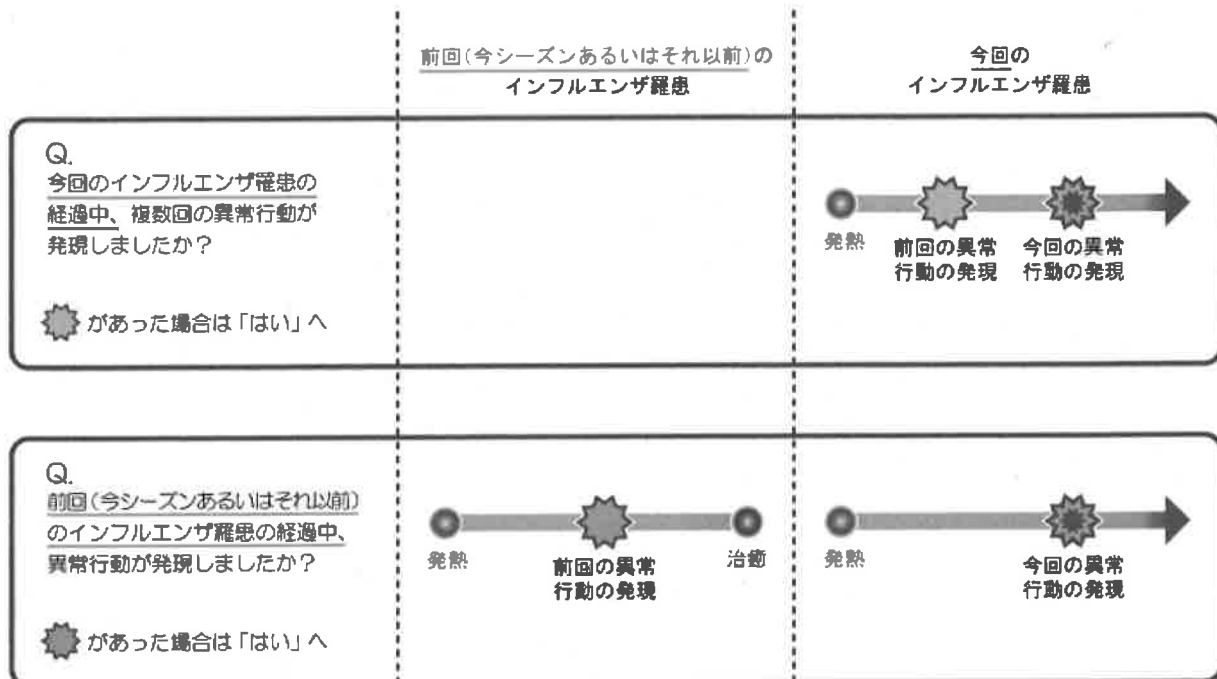 前回(今シーズンあるいはそれ以前)の
インフルエンザ罹患
今回の
インフルエンザ罹患
Q.
今回のインフルエンザ罹患の
経過中、複数回の異常行動が
発現しましたか？
があった場合は「はい」へ
発熱
前回の異常
行動の発現
今回の異常
行動の発現
Q.
前回(今シーズンあるいはそれ以前)
のインフルエンザ罹患の経過中、
異常行動が発現しましたか？
があった場合は「はい」へ
発熱
前回の異常
行動の発現
治癒
発熱
今回の異常
行動の発現